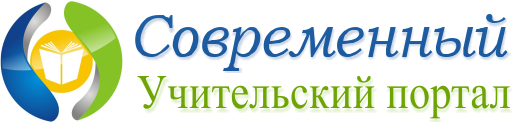 Современный
Учительский портал